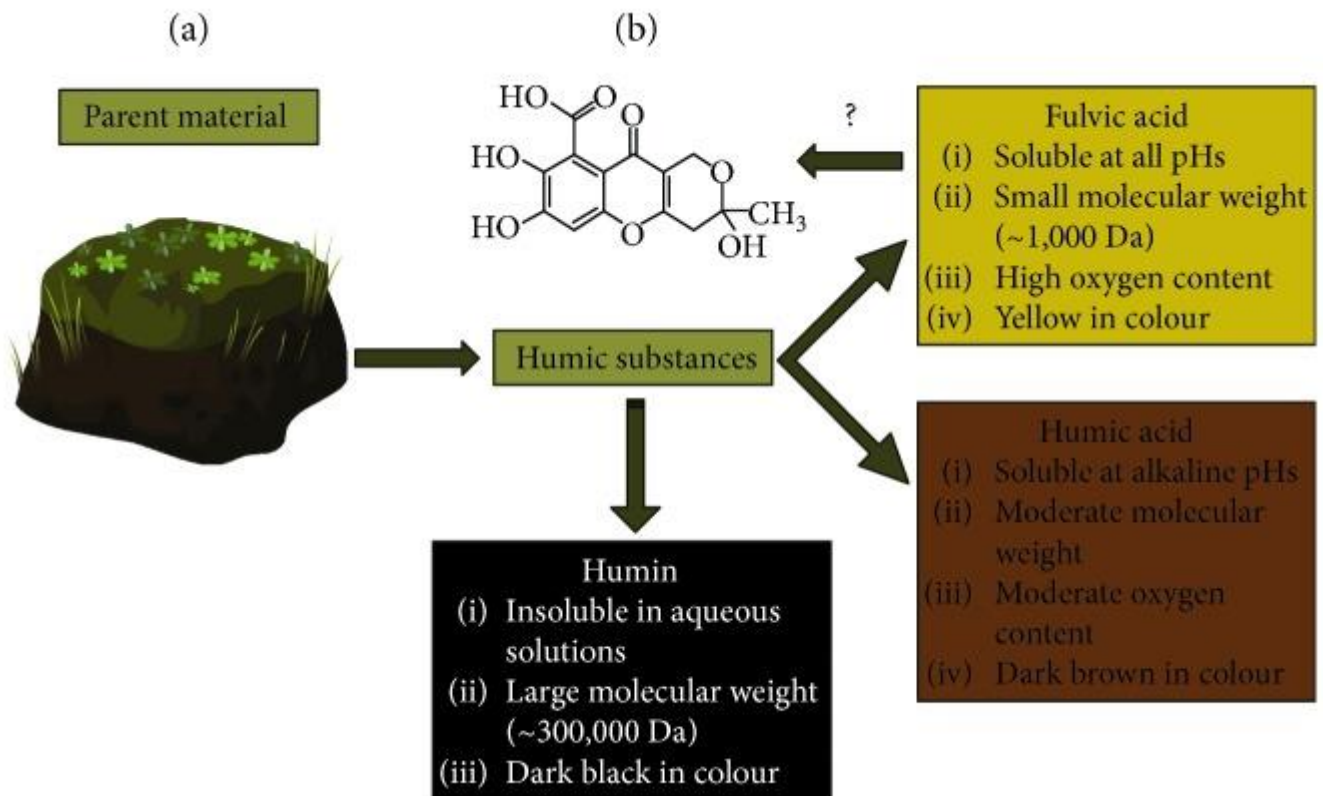 (a)
Parent material
(b)
HO
O
O
HO
HO
O
O
CH3
OH
?
Fulvic acid
(i) Soluble at all pHs
(ii) Small molecular weight
(~1,000 Da)
(iii) High oxygen content
(iv) Yellow in colour
Humic substances
Humic acid
(i) Soluble at alkaline pHs
(ii) Moderate molecular
weight
(iii) Moderate oxygen
content
(iv) Dark brown in colour
Humin
(i) Insoluble in aqueous
solutions
(ii) Large molecular weight
(~300,000 Da)
(iii) Dark black in colour